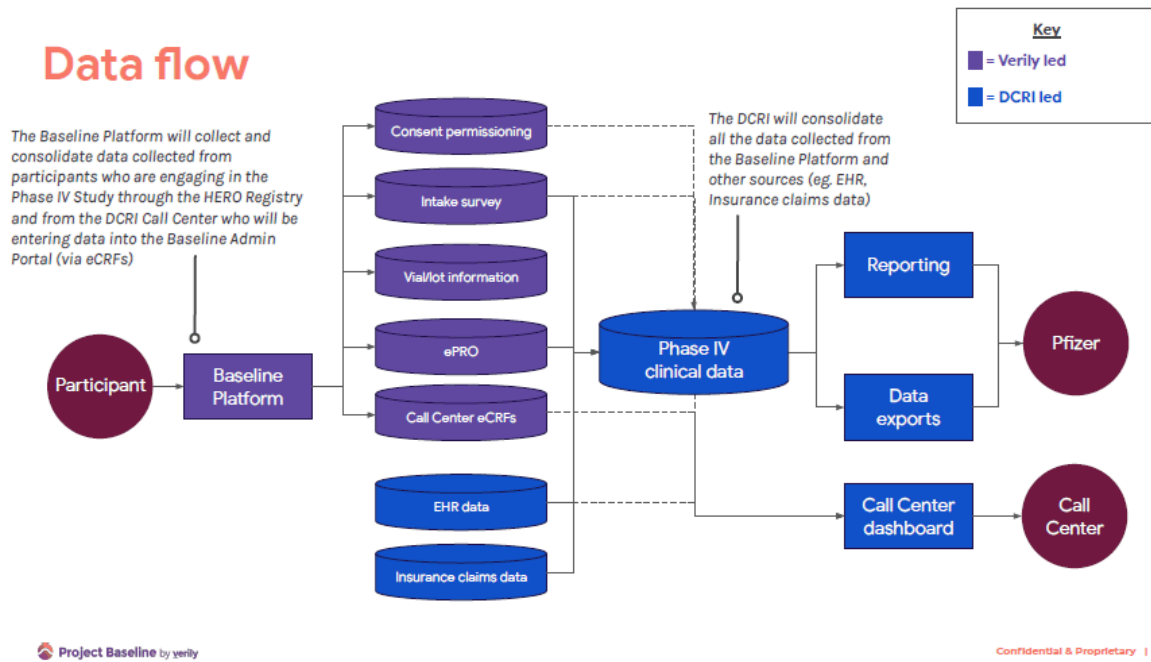 Data flow
Key
= Verily led
= DCRI led
The Baseline Platform will collect and
consolidate data collected from
participants who are engaging in the
Phase IV Study through the HERO Registry
and from the DCRI Call Center who will be
entering data into the Baseline Admin
Portal (via eCRFs)
The DCRI will consolidate
all the data collected from
the Baseline Platform and
other sources (eg. EHR,
Insurance claims data)
Participant
Baseline
Platform
Consent permissioning
Intake survey
Vial/lot information
ePRO
Call Center eCRFs
EHR data
Insurance claims data
Phase IV
clinical data
Reporting
Data
exports
Call Center
dashboard
Pfizer
Call
Center
Project Baseline by verily
Confidential & Proprietary |